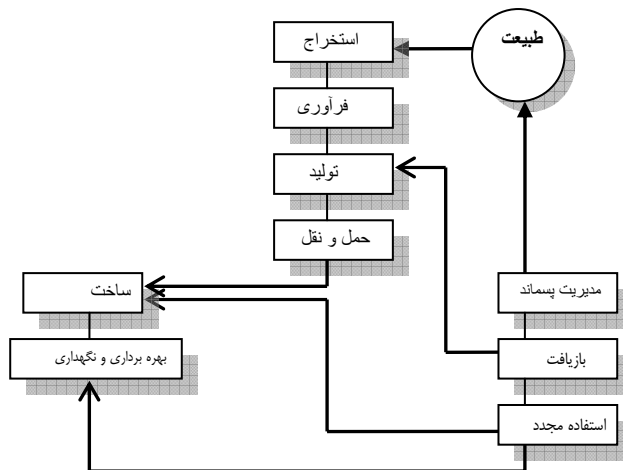 طبیعت
استخراج
فرآوری
تولید
حمل و نقل
ساخت
بهره برداری و نگهداری
مدیریت پسماند
بازیافت
استفاده مجدد